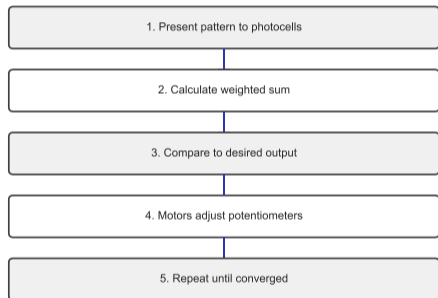 1. Present pattern to photocells
2. Calculate weighted sum
3. Compare to desired output
4. Motors adjust potentiometers
5. Repeat until converged